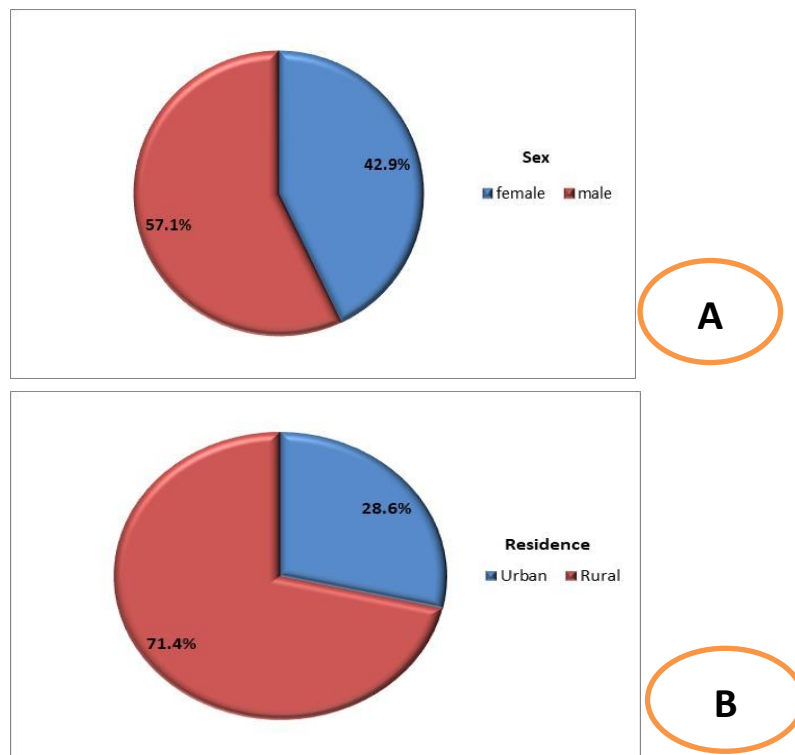 42.9%
Sex
female male
57.1%
A
28.6%
Residence
Urban Rural
71.4%
B